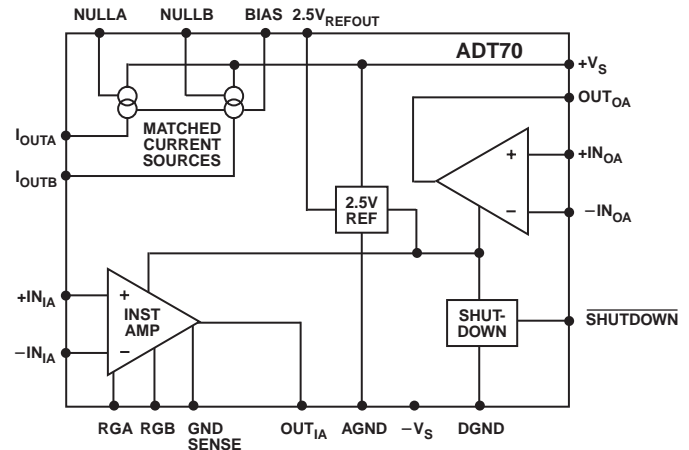 NULLA NULLB BIAS 2.5V_REFOUT
ADT70
+V_S
OUT_OA
I_OUTA
MATCHED
CURRENT
SOURCES
+IN_OA
+
I_OUTB
2.5V
REF
−
−IN_OA
+IN_IA
+
INST
AMP
SHUT-
DOWN
SHUTDOWN
−IN_IA
−
RGA RGB GND
SENSE
OUT_IA AGND −V_S DGND